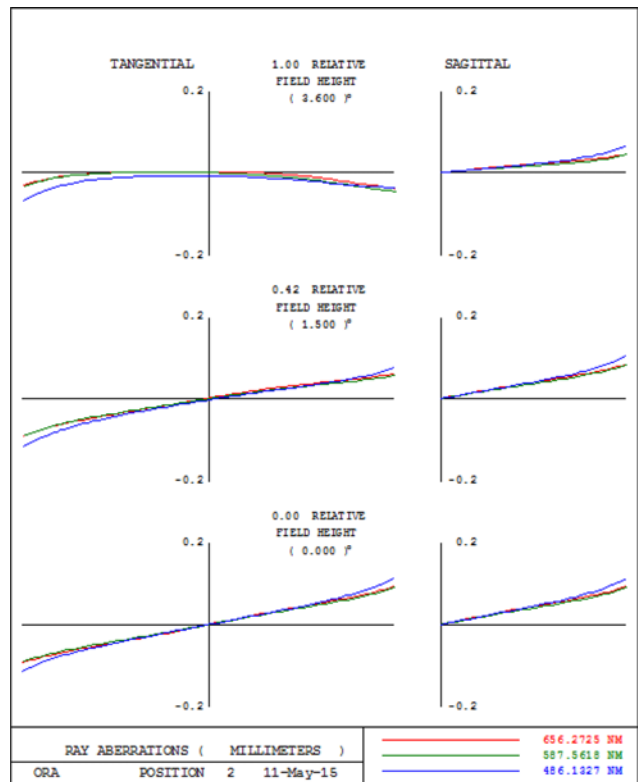 TANGENTIAL 1.00 RELATIVE SAGITTAL
FIELD HEIGHT
( 3.600 )º
0.2 0.2
-0.2 -0.2
0.42 RELATIVE
FIELD HEIGHT
( 1.500 )º
0.2 0.2
-0.2 -0.2
0.00 RELATIVE
FIELD HEIGHT
( 0.000 )º
0.2 0.2
-0.2 -0.2
RAY ABERRATIONS ( MILLIMETERS )
ORA POSITION 2 11-May-15
656.2725 NM
587.5618 NM
486.1327 NM